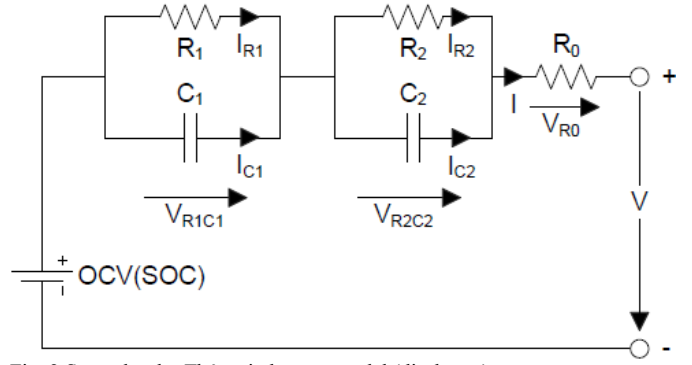 R1 IR1
R2 IR2
R0
+
C1
C2
I
VR0
IC1
IC2
VR1C1
VR2C2
V
+
OCV(SOC)
-
-